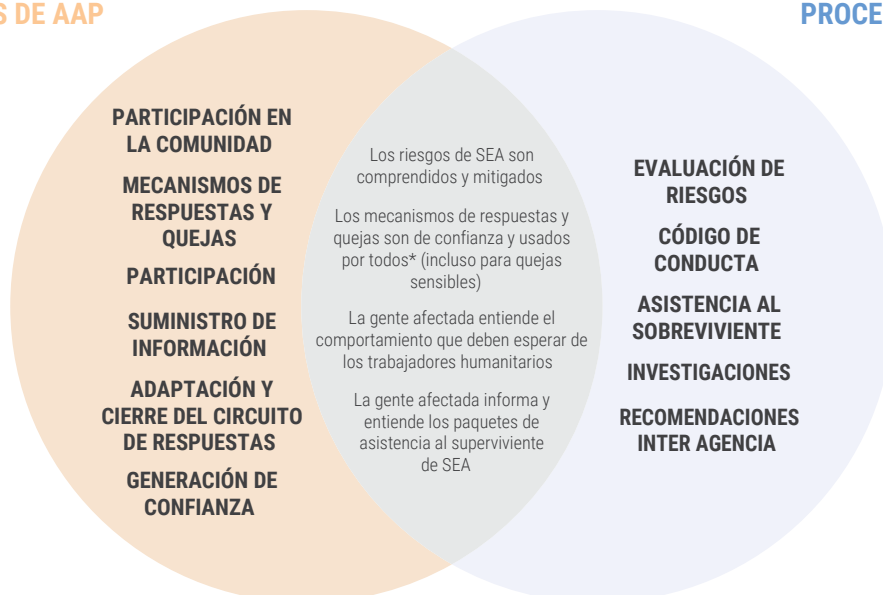 S DE AAP
PROCE
PARTICIPACIÓN EN
LA COMUNIDAD
MECANISMOS DE
RESPUESTAS Y
QUEJAS
PARTICIPACIÓN
SUMINISTRO DE
INFORMACIÓN
ADAPTACIÓN Y
CIERRE DEL CIRCUITO
DE RESPUESTAS
GENERACIÓN DE
CONFIANZA
Los riesgos de SEA son
comprendidos y mitigados
Los mecanismos de respuestas y
quejas son de confianza y usados
por todos* (incluso para quejas
sensibles)
La gente afectada entiende el
comportamiento que deben esperar de
los trabajadores humanitarios
La gente afectada informa y
entiende los paquetes de
asistencia al superviviente
de SEA
EVALUACIÓN DE
RIESGOS
CÓDIGO DE
CONDUCTA
ASISTENCIA AL
SOBREVIVIENTE
INVESTIGACIONES
RECOMENDACIONES
INTER AGENCIA